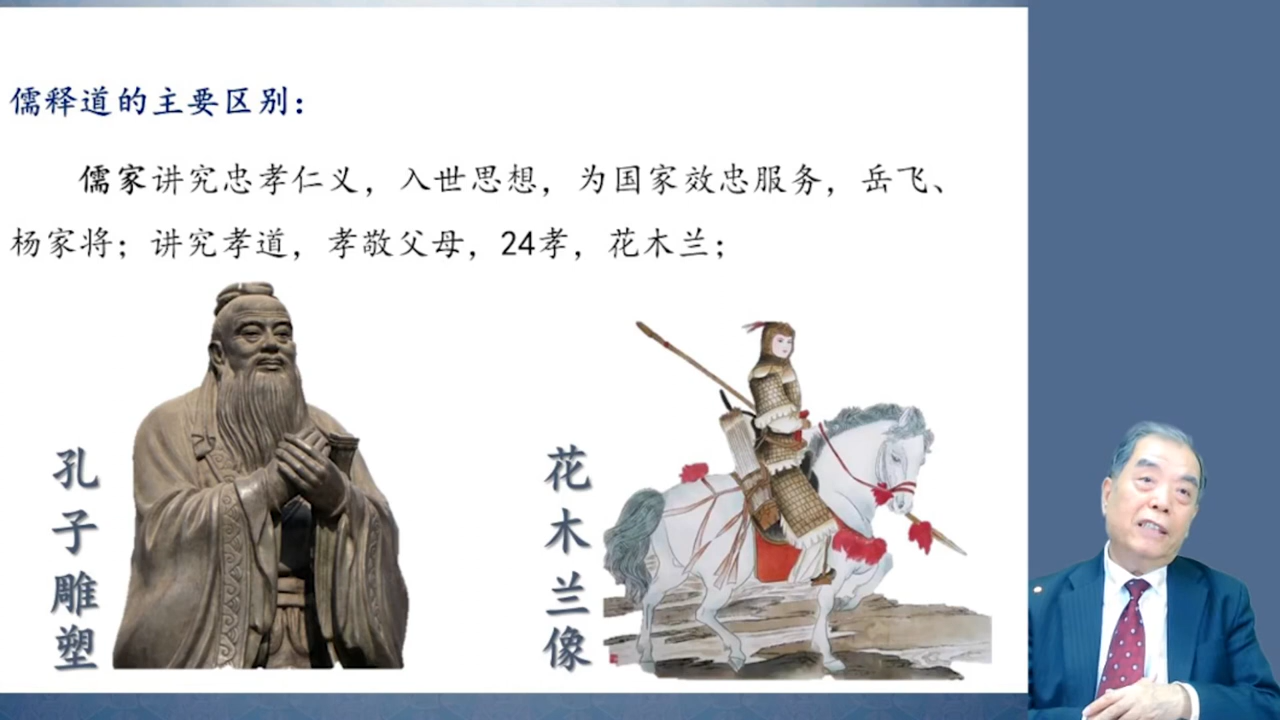 儒释道的主要区别：
儒家讲究忠孝仁义，入世思想，为国家效忠服务，岳飞、
杨家将；讲究孝道，孝敬父母，24孝，花木兰；
孔子雕塑
花木兰像